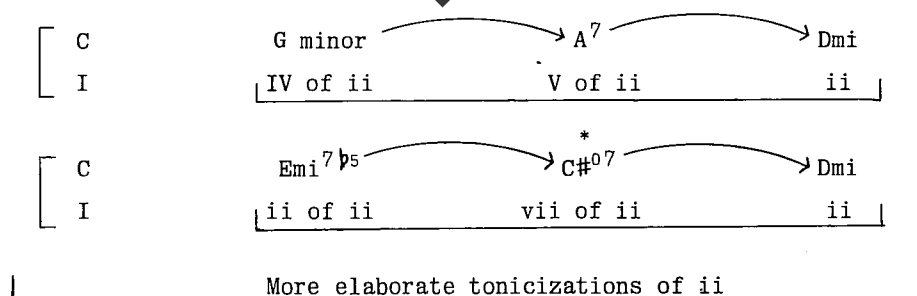 C G minor A7 Dmi
I IV of ii V of ii ii
*
C Emi7♭5 C#o7 Dmi
I ii of ii vii of ii ii
More elaborate tonicizations of ii